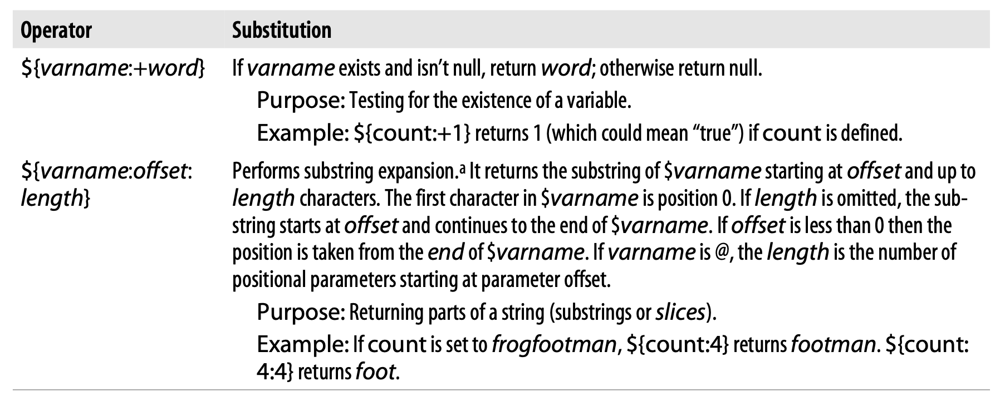 Operator Substitution
${varname:+word} If varname exists and isn’t null, return word; otherwise return null.
Purpose: Testing for the existence of a variable.
Example: ${count:+1} returns 1 (which could mean “true”) if count is defined.
${varname:offset: Performs substring expansion.a It returns the substring of $varname starting at offset and up to
length} length characters. The first character in $varname is position 0. If length is omitted, the sub-
string starts at offset and continues to the end of $varname. If offset is less than 0 then the
position is taken from the end of $varname. If varname is @, the length is the number of
positional parameters starting at parameter offset.
Purpose: Returning parts of a string (substrings or slices).
Example: If count is set to frogfootman, ${count:4} returns footman. ${count:
4:4} returns foot.